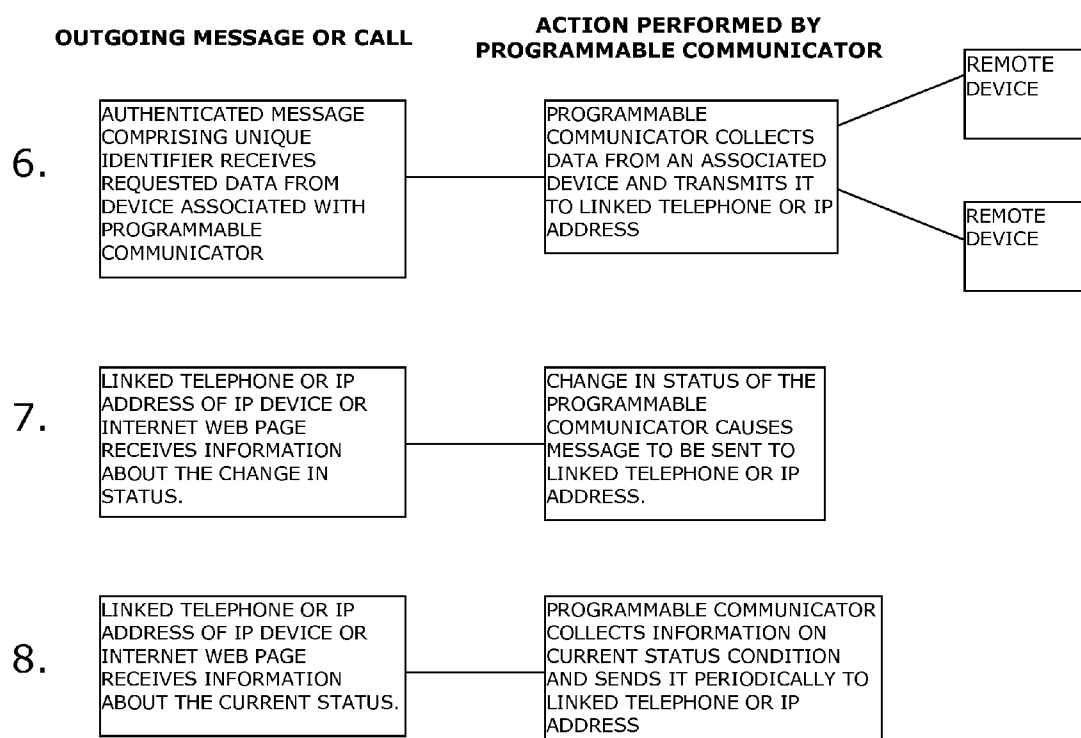 OUTGOING MESSAGE OR CALL
ACTION PERFORMED BY
PROGRAMMABLE COMMUNICATOR
6.
AUTHENTICATED MESSAGE
COMPRISING UNIQUE
IDENTIFIER RECEIVES
REQUESTED DATA FROM
DEVICE ASSOCIATED WITH
PROGRAMMABLE
COMMUNICATOR
PROGRAMMABLE
COMMUNICATOR COLLECTS
DATA FROM AN ASSOCIATED
DEVICE AND TRANSMITS IT
TO LINKED TELEPHONE OR IP
ADDRESS
REMOTE
DEVICE
REMOTE
DEVICE
7.
LINKED TELEPHONE OR IP
ADDRESS OF IP DEVICE OR
INTERNET WEB PAGE
RECEIVES INFORMATION
ABOUT THE CHANGE IN
STATUS.
CHANGE IN STATUS OF THE
PROGRAMMABLE
COMMUNICATOR CAUSES
MESSAGE TO BE SENT TO
LINKED TELEPHONE OR IP
ADDRESS.
8.
LINKED TELEPHONE OR IP
ADDRESS OF IP DEVICE OR
INTERNET WEB PAGE
RECEIVES INFORMATION
ABOUT THE CURRENT STATUS.
PROGRAMMABLE COMMUNICATOR
COLLECTS INFORMATION ON
CURRENT STATUS CONDITION
AND SENDS IT PERIODICALLY TO
LINKED TELEPHONE OR IP
ADDRESS